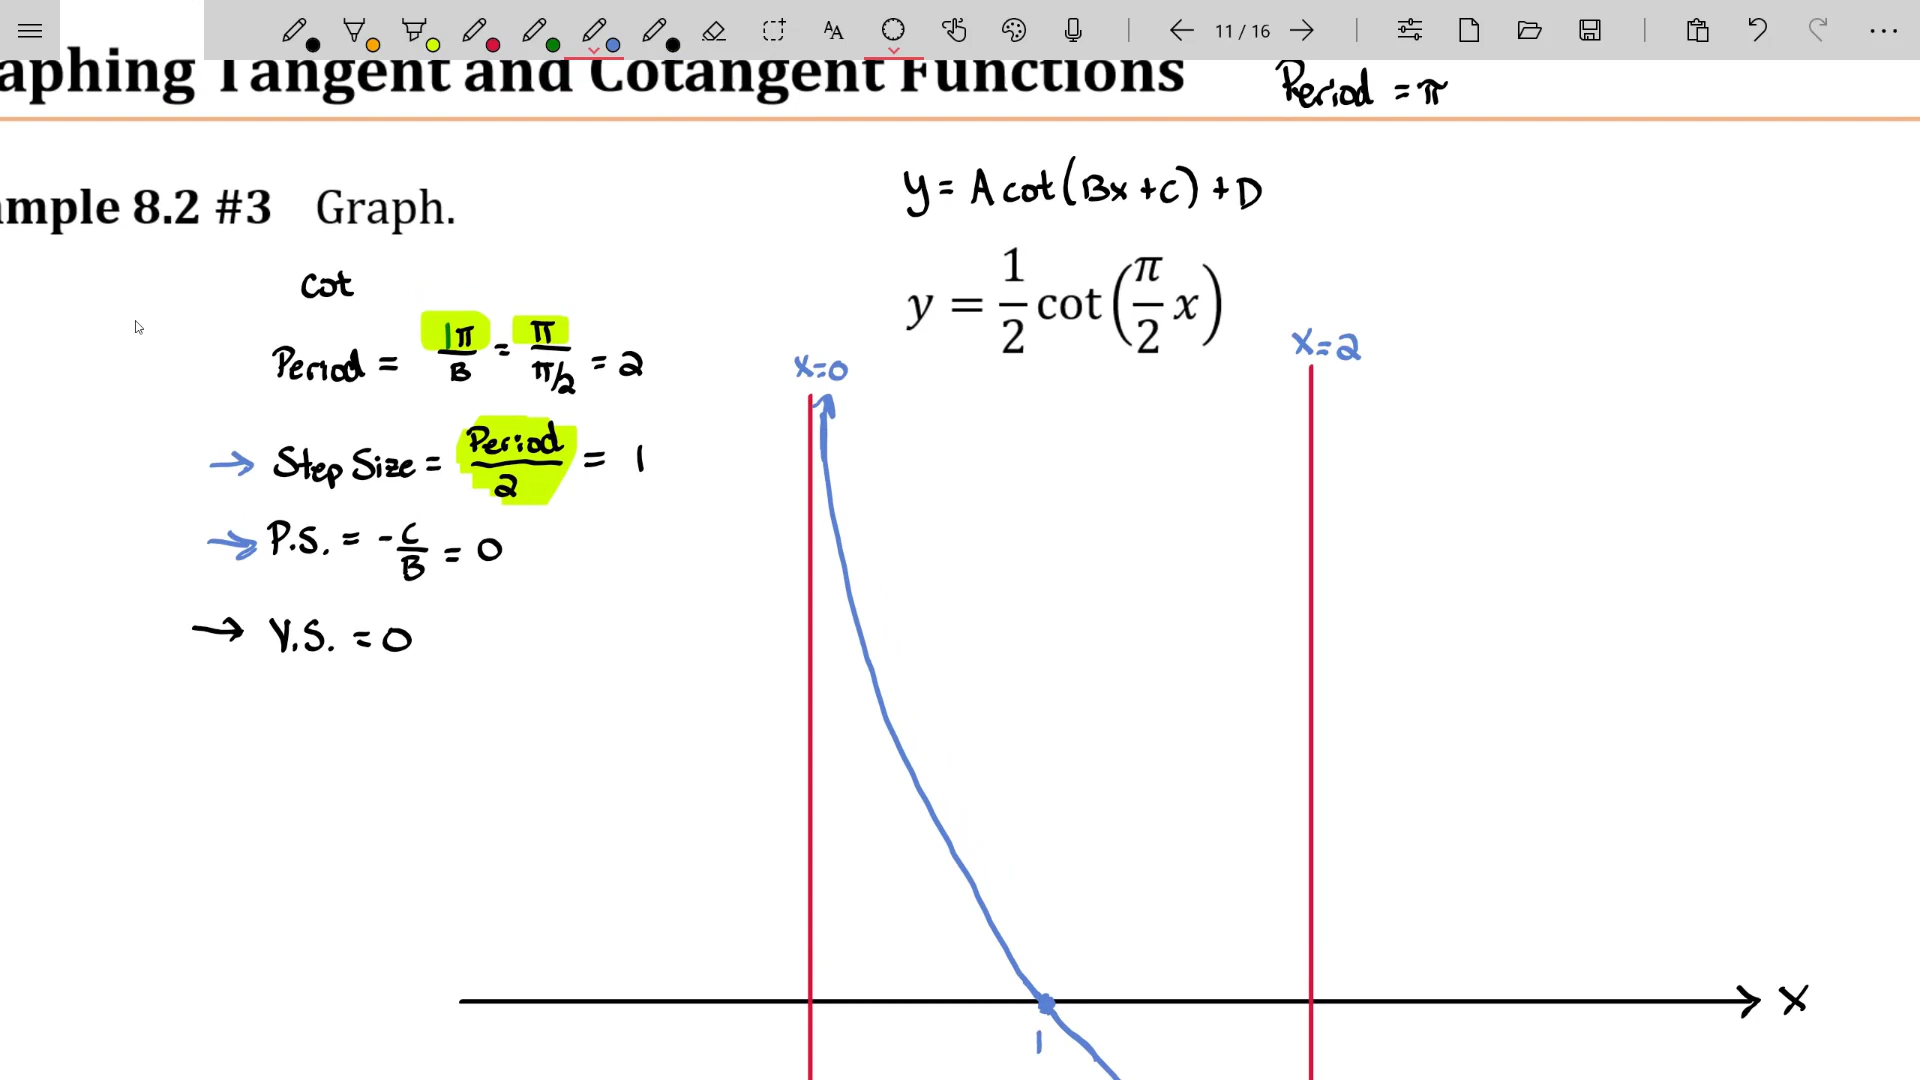 11 / 16
aphing Tangent and Cotangent Functions
Period = π
y = A cot(Bx + C) + D
ample 8.2 #3 Graph.
y = 1/2 cot(π/2 x)
cot
Period = 1π/B = π/π/2 = 2
x=0
x=2
→ Step Size = Period/2 = 1
→ P.S. = -C/B = 0
→ V.S. = 0
x
1